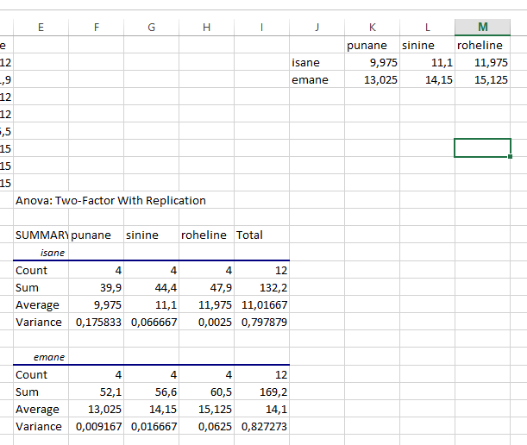 E F G H I J K L M
e punane sinine roheline
12 isane 9,975 11,1 11,975
,9 emane 13,025 14,15 15,125
12
12
,5
15
15
15
Anova: Two-Factor With Replication
SUMMARY punane sinine roheline Total
isane
Count 4 4 4 12
Sum 39,9 44,4 47,9 132,2
Average 9,975 11,1 11,975 11,01667
Variance 0,175833 0,066667 0,0025 0,797879
emane
Count 4 4 4 12
Sum 52,1 56,6 60,5 169,2
Average 13,025 14,15 15,125 14,1
Variance 0,009167 0,016667 0,0625 0,827273